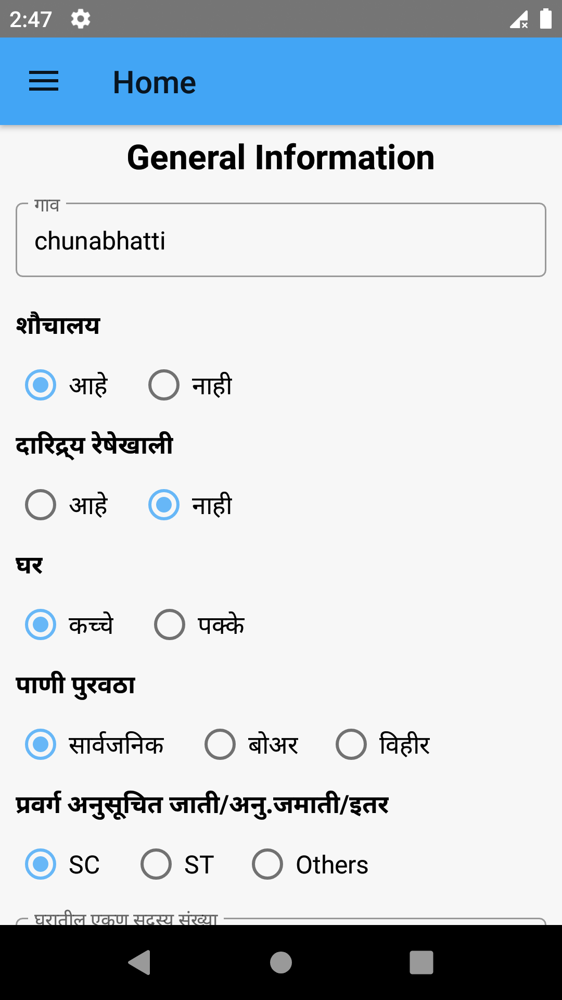 2:47
Home
General Information
गाव
chunabhatti
शौचालय
आहे नाही
दारिद्र्य रेषेखाली
आहे नाही
घर
कच्चे पक्के
पाणी पुरवठा
सार्वजनिक बोअर विहीर
प्रवर्ग अनुसूचित जाती/अनु.जमाती/इतर
SC ST Others
घरातील एकूण सदस्य संख्या